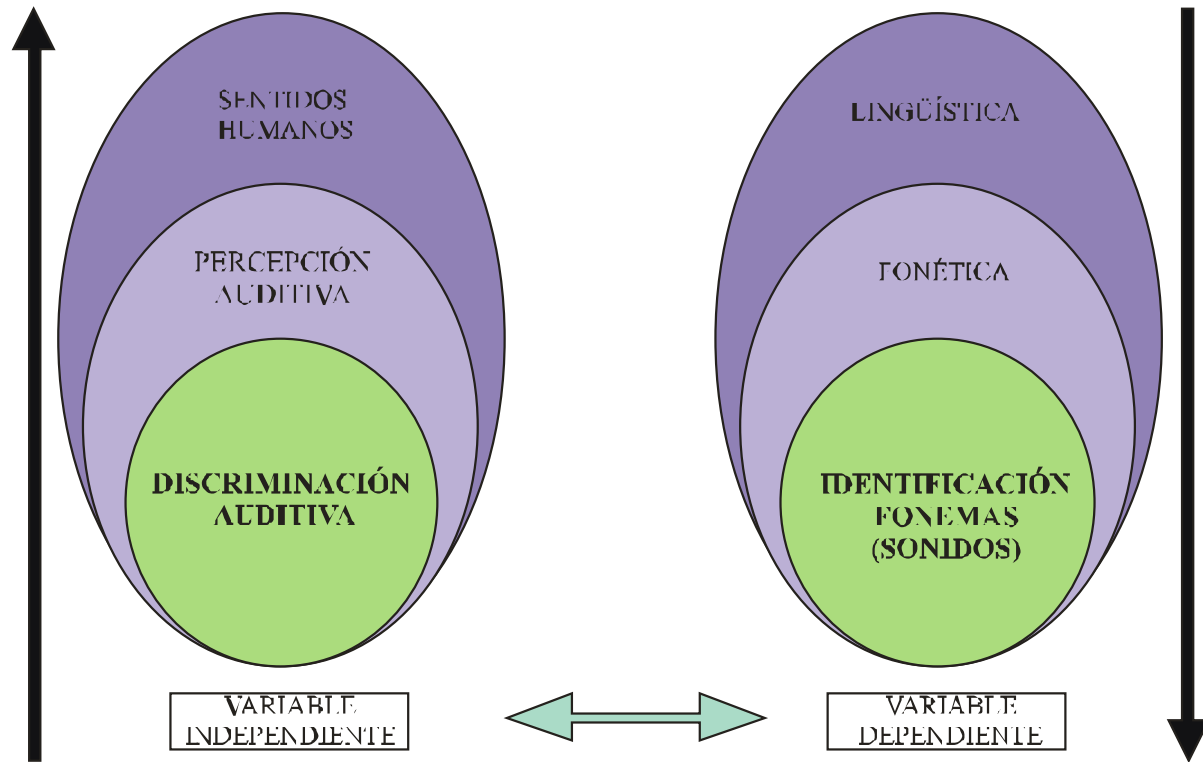 SENTIDOS
HUMANOS
PERCEPCIÓN
AUDITIVA
DISCRIMINACIÓN
AUDITIVA
VARIABLE
INDEPENDIENTE
LINGÜÍSTICA
FONÉTICA
IDENTIFICACIÓN
FONEMAS
(SONIDOS)
VARIABLE
DEPENDIENTE